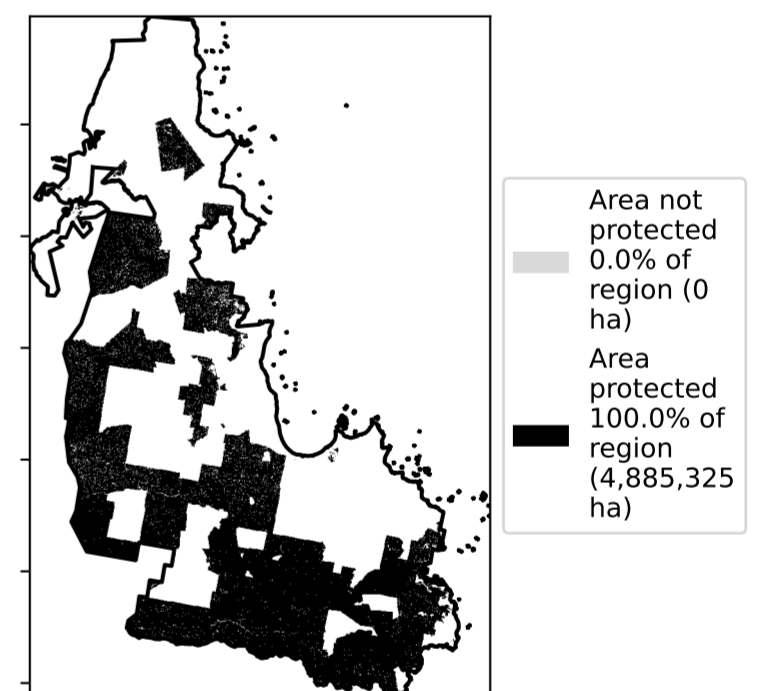 Area not
protected
0.0% of
region (0
ha)
Area
protected
100.0% of
region
(4,885,325
ha)